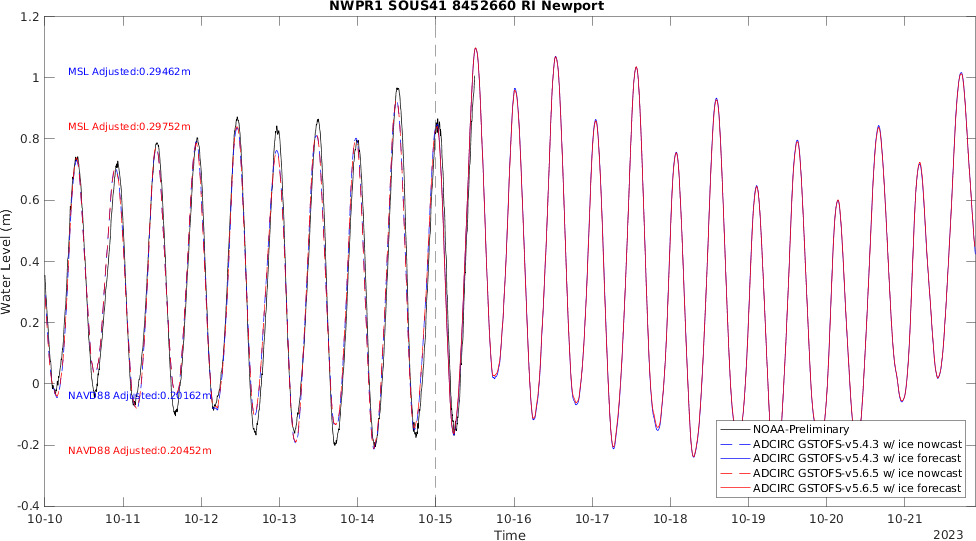 NWPR1 SOUS41 8452660 RI Newport
1.2
1
0.8
0.6
0.4
0.2
0
-0.2
-0.4
Water Level (m)
MSL Adjusted:0.29462m
MSL Adjusted:0.29752m
NAVD88 Adjusted:0.20162m
NAVD88 Adjusted:0.20452m
NOAA-Preliminary
ADCIRC GSTOFS-v5.4.3 w/ ice nowcast
ADCIRC GSTOFS-v5.4.3 w/ ice forecast
ADCIRC GSTOFS-v5.6.5 w/ ice nowcast
ADCIRC GSTOFS-v5.6.5 w/ ice forecast
10-10 10-11 10-12 10-13 10-14 10-15 10-16 10-17 10-18 10-19 10-20 10-21
Time
2023